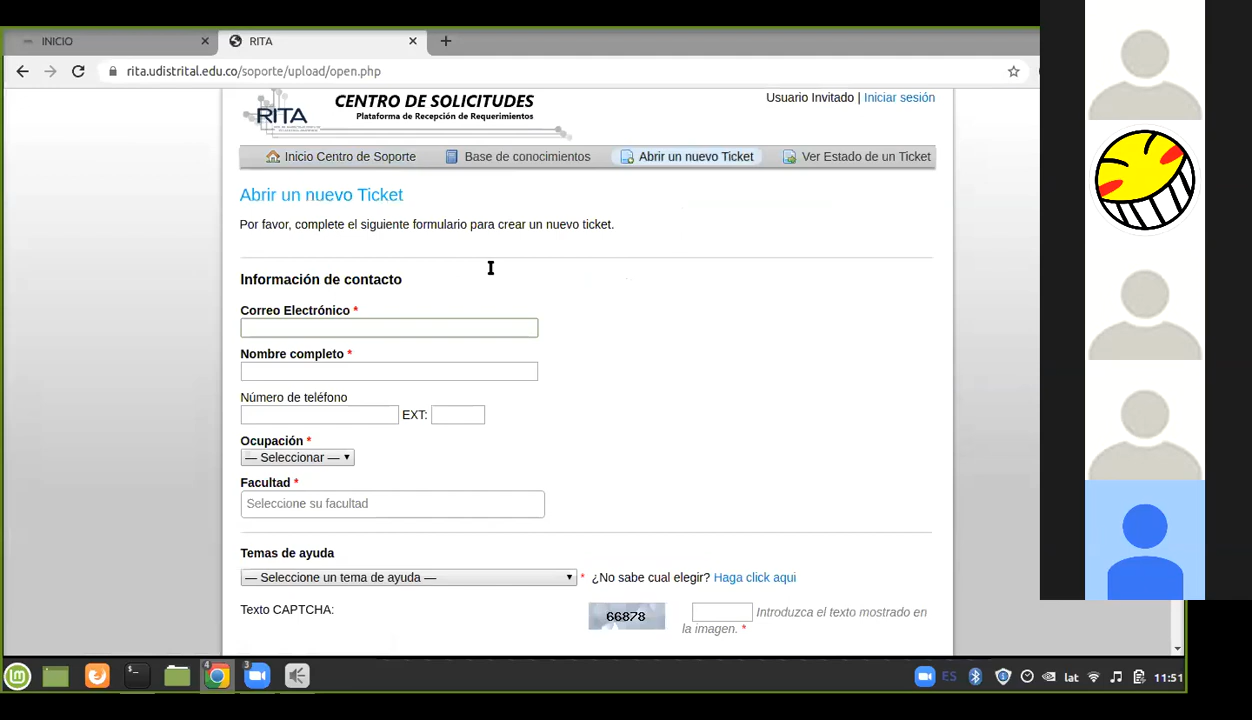 INICIO
RITA
rita.udistrital.edu.co/soporte/upload/open.php
RITA
CENTRO DE SOLICITUDES
Plataforma de Recepción de Requerimientos
Usuario Invitado | Iniciar sesión
Inicio Centro de Soporte
Base de conocimientos
Abrir un nuevo Ticket
Ver Estado de un Ticket
Abrir un nuevo Ticket
Por favor, complete el siguiente formulario para crear un nuevo ticket.
Información de contacto
Correo Electrónico *
Nombre completo *
Número de teléfono
EXT:
Ocupación *
— Seleccionar —
Facultad *
Seleccione su facultad
Temas de ayuda
— Seleccione un tema de ayuda — * ¿No sabe cual elegir? Haga click aqui
Texto CAPTCHA:
66878
Introduzca el texto mostrado en
la imagen. *
4
3
ES
lat
11:51